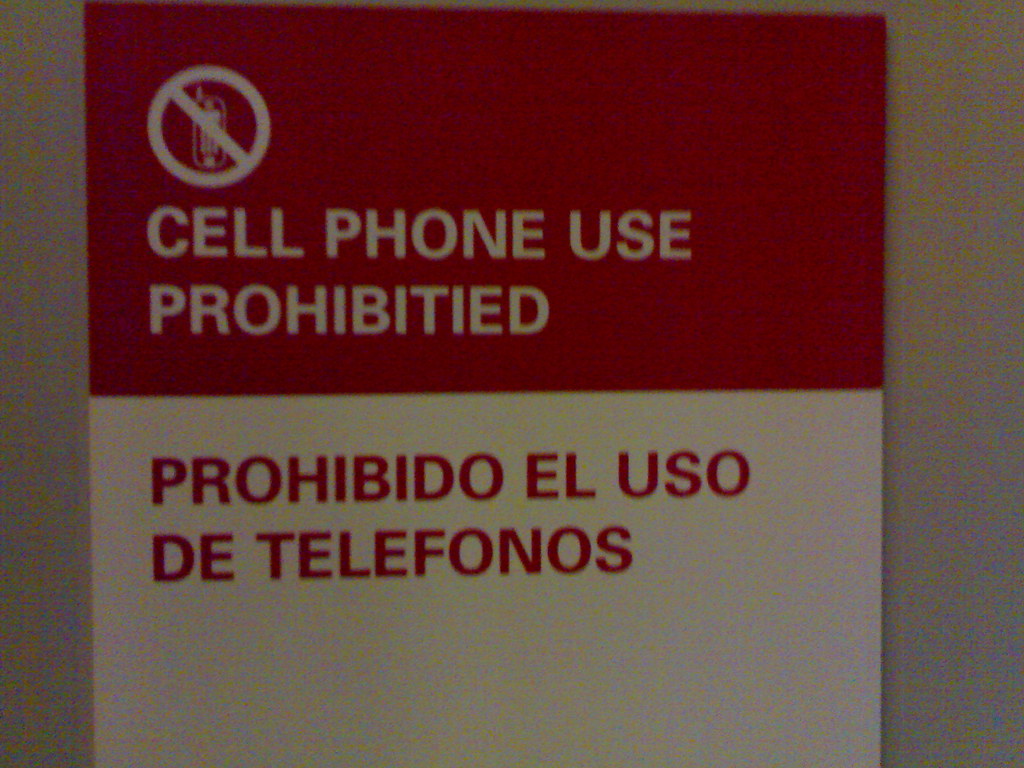 CELL PHONE USE
PROHIBITIED
PROHIBIDO EL USO
DE TELEFONOS